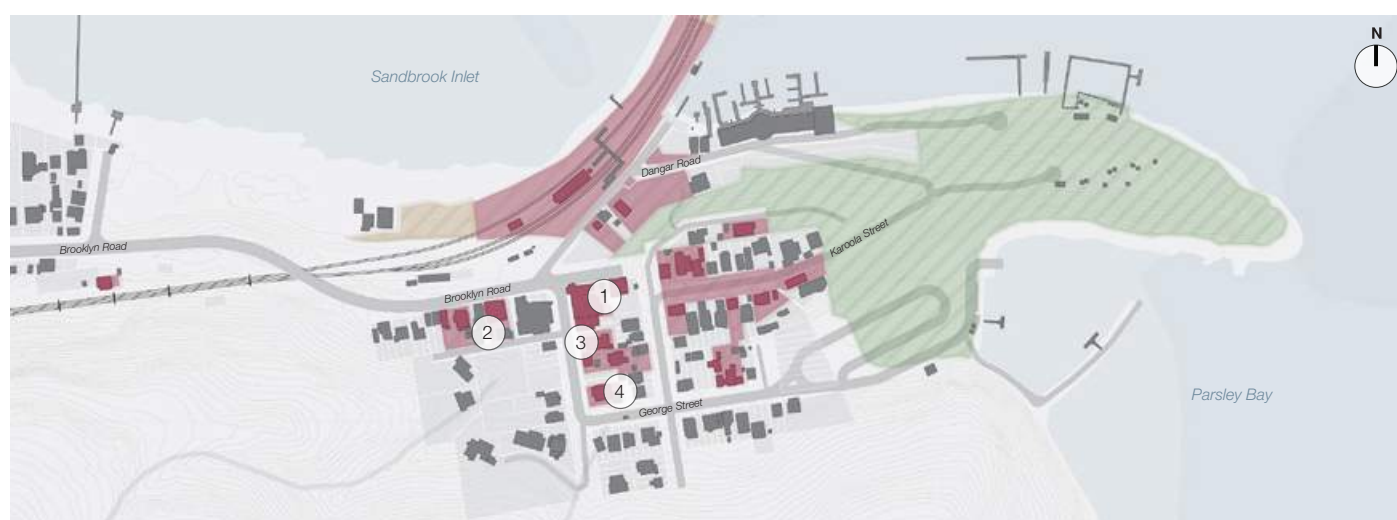 N
Sandbrook Inlet
Dangar Road
Brooklyn Road
Karoola Street
Brooklyn Road
1
2
3
4
George Street
Parsley Bay